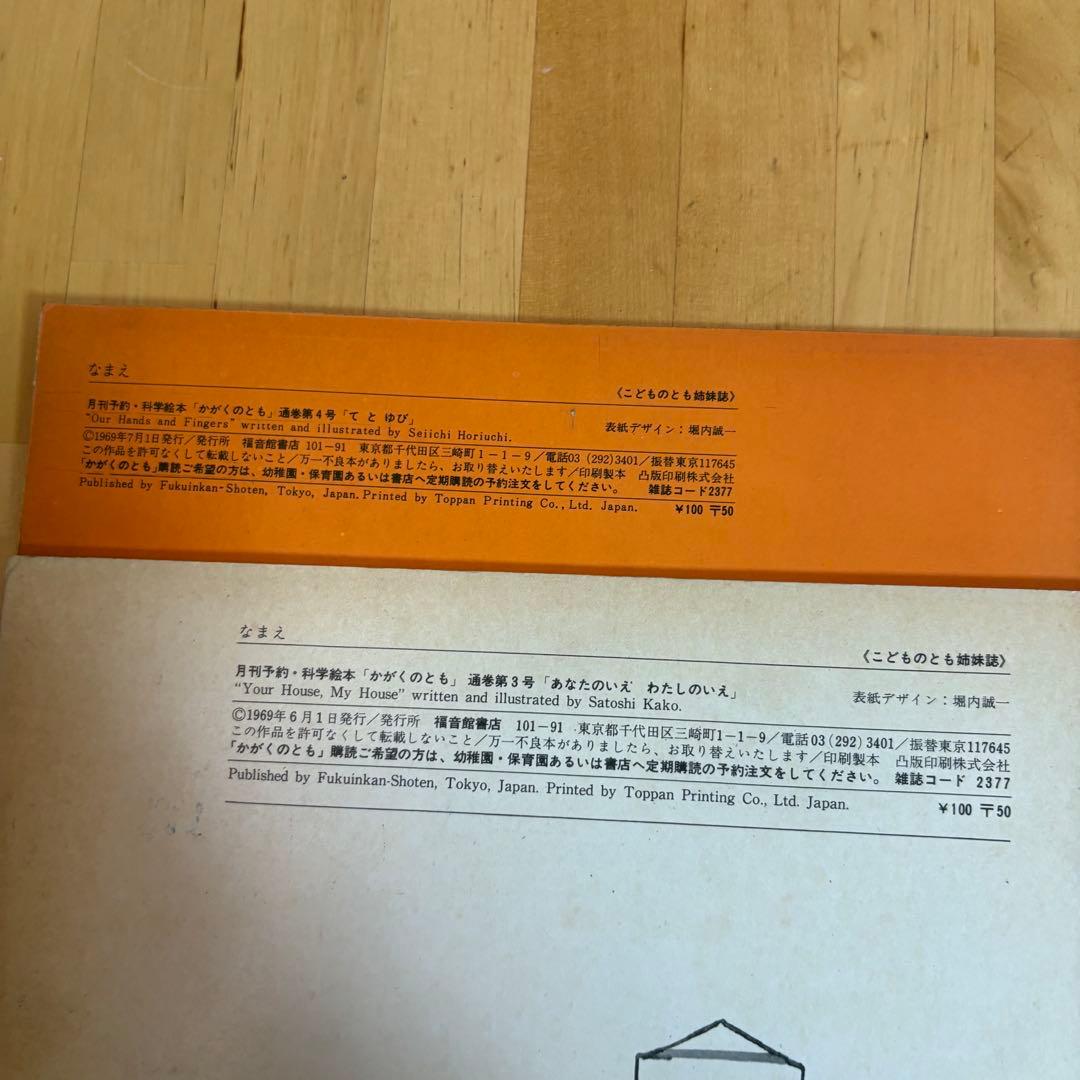 なまえ
《こどものとも姉妹誌》
月刊予約・科学絵本「かがくのとも」通巻第4号「て と ゆび」
"Our Hands and Fingers" written and illustrated by Seiichi Horiuchi.
表紙デザイン：堀内誠一
©1969年7月1日発行／発行所 福音館書店 101-91 東京都千代田区三崎町1-1-9／電話03(292)3401／振替東京117645
この作品を許可なくして転載しないこと／万一不良本がありましたら、お取り替えいたします／印刷製本 凸版印刷株式会社
「かがくのとも」購読ご希望の方は、幼稚園・保育園あるいは書店へ定期購読の予約注文をしてください。 雑誌コード2377
Published by Fukuinkan-Shoten, Tokyo, Japan. Printed by Toppan Printing Co., Ltd. Japan.
¥100 〒50
なまえ
《こどものとも姉妹誌》
月刊予約・科学絵本「かがくのとも」 通巻第3号「あなたのいえ わたしのいえ」
"Your House, My House" written and illustrated by Satoshi Kako.
表紙デザイン：堀内誠一
©1969年6月1日発行／発行所 福音館書店 101-91 東京都千代田区三崎町1-1-9／電話03(292)3401／振替東京117645
この作品を許可なくして転載しないこと／万一不良本がありましたら、お取り替えいたします／印刷製本 凸版印刷株式会社
「かがくのとも」購読ご希望の方は、幼稚園・保育園あるいは書店へ定期購読の予約注文をしてください。 雑誌コード 2377
Published by Fukuinkan-Shoten, Tokyo, Japan. Printed by Toppan Printing Co., Ltd. Japan.
¥100 〒50